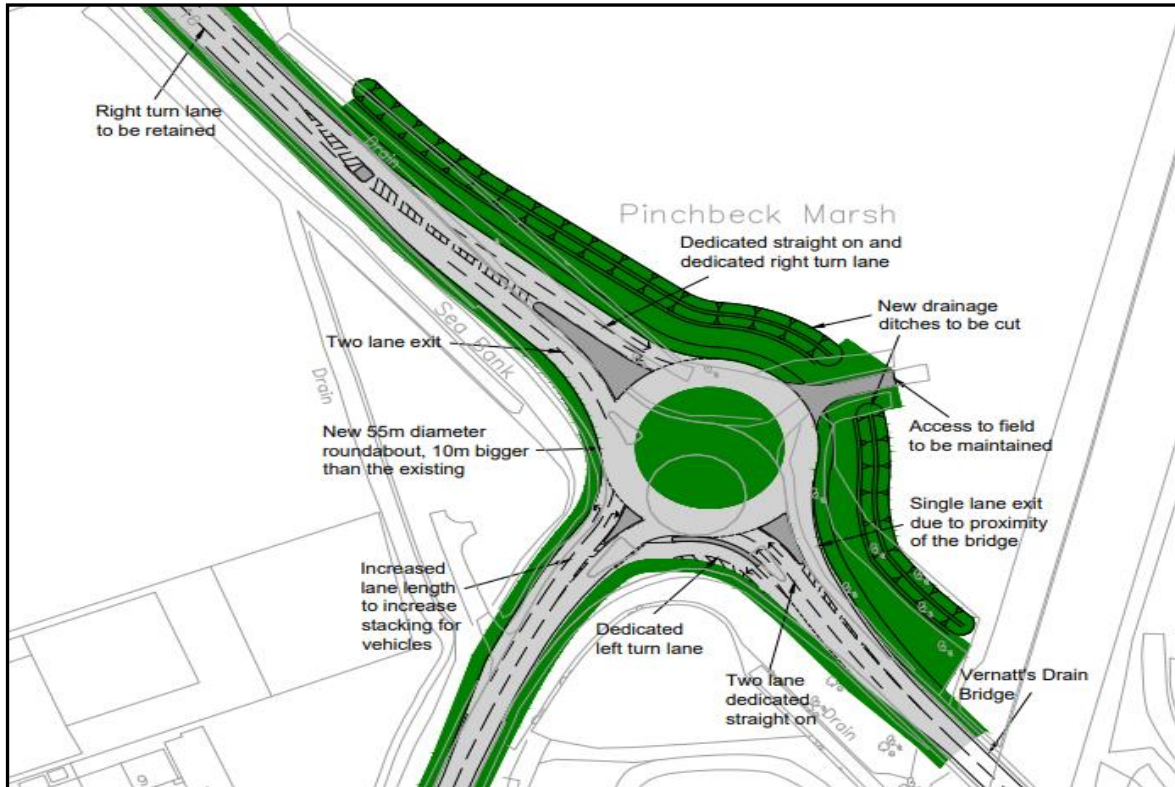 Right turn lane
to be retained
Drain
Pinchbeck Marsh
Dedicated straight on and
dedicated right turn lane
New drainage
ditches to be cut
Sea Bank
Two lane exit
Drain
New 55m diameter
roundabout, 10m bigger
than the existing
Access to field
to be maintained
Single lane exit
due to proximity
of the bridge
Increased
lane length
to increase
stacking for
vehicles
Dedicated
left turn lane
Two lane
dedicated
straight on
Drain
Vernatt's Drain
Bridge